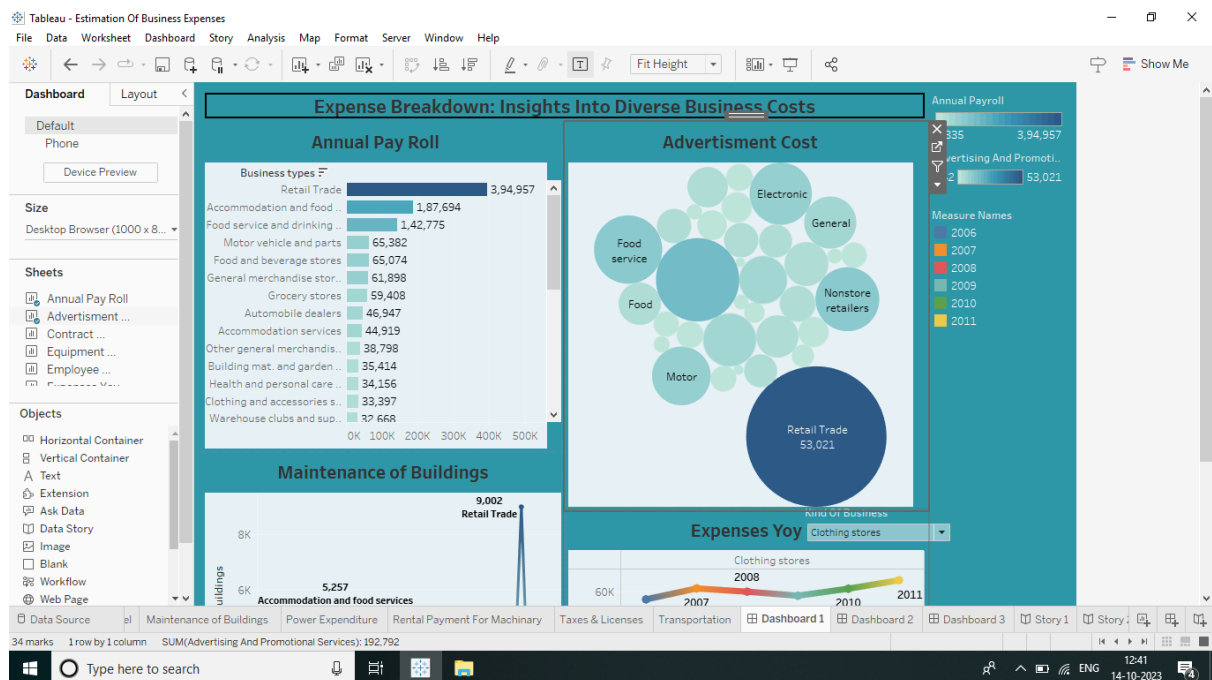 Tableau - Estimation Of Business Expenses
File Data Worksheet Dashboard Story Analysis Map Format Server Window Help
Fit Height
Show Me
Dashboard Layout
Default
Phone
Device Preview
Size
Desktop Browser (1000 x 8...
Sheets
Annual Pay Roll
Advertisment ...
Contract ...
Equipment ...
Employee ...
Objects
Horizontal Container
Vertical Container
A Text
Extension
Ask Data
Data Story
Image
Blank
Workflow
Web Page
Expense Breakdown: Insights Into Diverse Business Costs
Annual Pay Roll
Business types
Retail Trade 3,94,957
Accommodation and food .. 1,87,694
Food service and drinking .. 1,42,775
Motor vehicle and parts 65,382
Food and beverage stores 65,074
General merchandise stor.. 61,898
Grocery stores 59,408
Automobile dealers 46,947
Accommodation services 44,919
Other general merchandis.. 38,798
Building mat. and garden .. 35,414
Health and personal care .. 34,156
Clothing and accessories s.. 33,397
Warehouse clubs and sup.. 32,668
0K 100K 200K 300K 400K 500K
Advertisment Cost
Electronic
General
Food
service
Food
Nonstore
retailers
Motor
Retail Trade
53,021
Annual Payroll
335 3,94,957
vertising And Promoti..
53,021
Measure Names
2006
2007
2008
2009
2010
2011
Maintenance of Buildings
9,002
Retail Trade
8K
6K
uildings
5,257
Accommodation and food services
Kind Of Business
Expenses Yoy
Clothing stores
Clothing stores
60K
2007
2008
2010
2011
Data Source el Maintenance of Buildings Power Expenditure Rental Payment For Machinary Taxes & Licenses Transportation Dashboard 1 Dashboard 2 Dashboard 3 Story 1 Story
34 marks 1 row by 1 column SUM(Advertising And Promotional Services): 192,792
Type here to search
ENG
12:41
14-10-2023
4